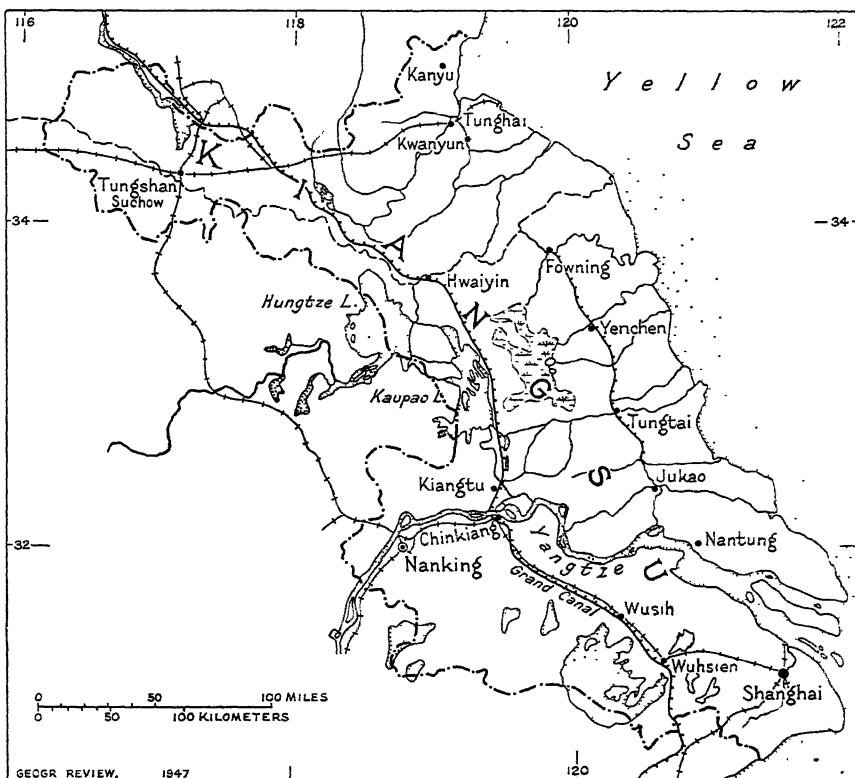 116
118
120
122
Yellow
Sea
Kanyu
Tunghai
Kwanyun
Tungshan
Suchow
34
34
KIANGSU
Hwaiyin
Fowning
Hungtze L.
Yenchen
Kaupao L.
Tungtai
Kiangtu
Jukao
32
32
Chinkiang
Nanking
Nantung
Yangtze
Grand Canal
Wusih
Wuhsien
Shanghai
0 50 100 MILES
0 50 100 KILOMETERS
GEOGR REVIEW, 1947
120